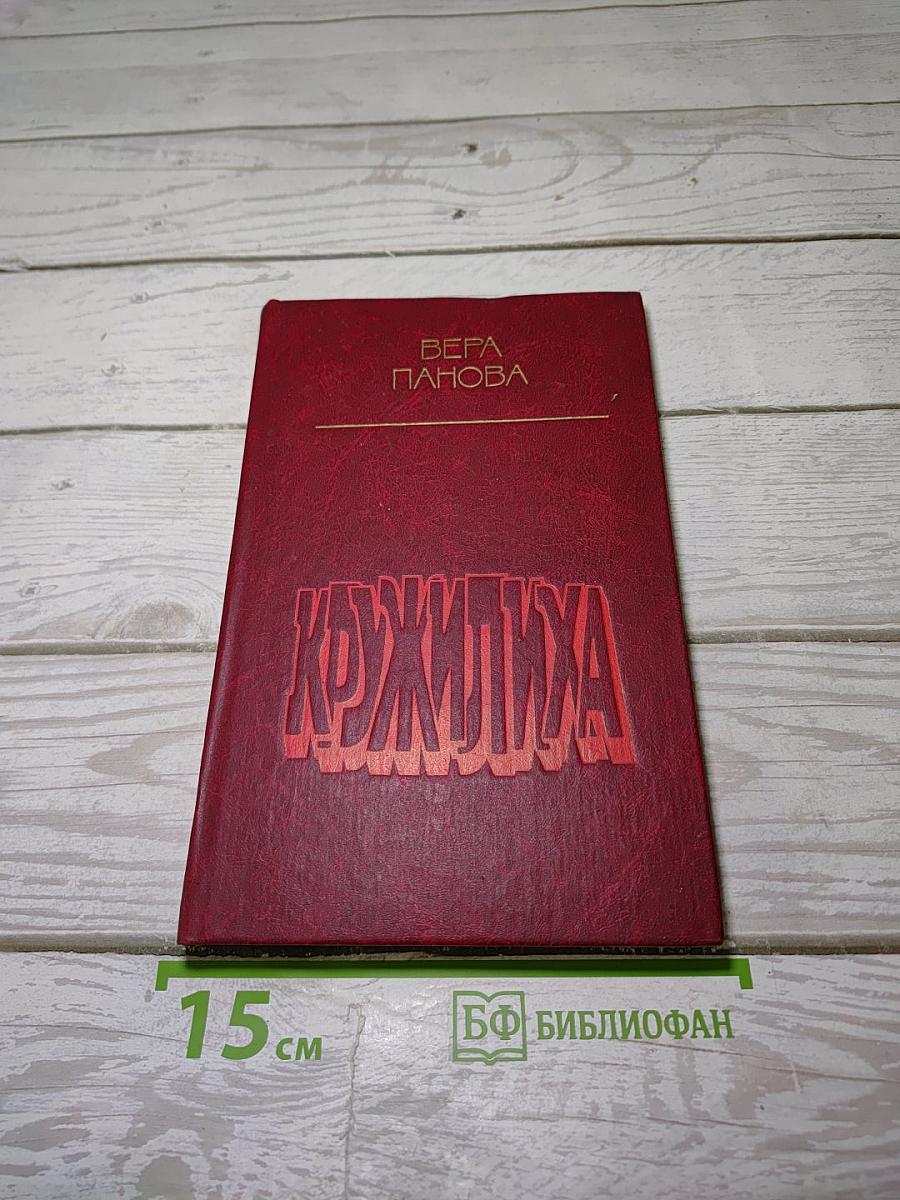 ВЕРА
ПАНОВА
КРУЖИЛИХА
15 см
БФ БИБЛИОФАН